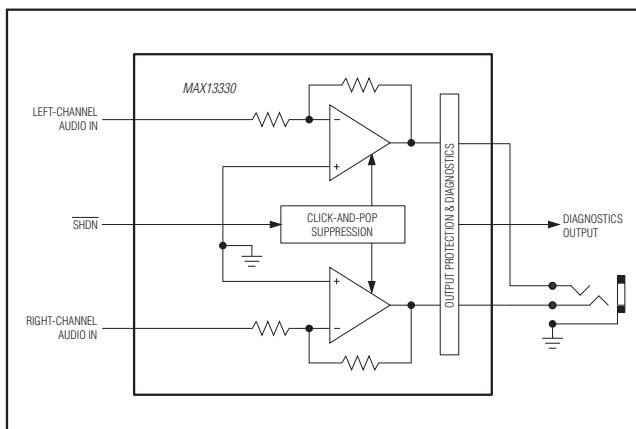 MAX13330
LEFT-CHANNEL
AUDIO IN
−
+
SHDN
CLICK-AND-POP
SUPPRESSION
OUTPUT PROTECTION & DIAGNOSTICS
DIAGNOSTICS
OUTPUT
+
−
RIGHT-CHANNEL
AUDIO IN